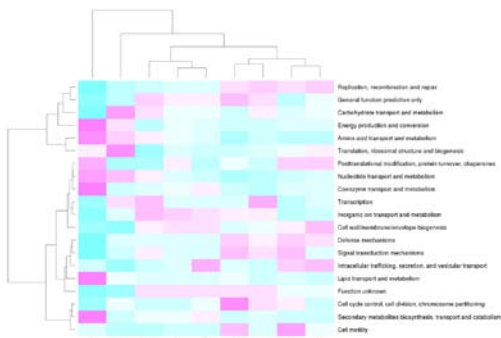 Replication, recombination and repair
General function prediction only
Carbohydrate transport and metabolism
Energy production and conversion
Amino acid transport and metabolism
Translation, ribosomal structure and biogenesis
Posttranslational modification, protein turnover, chaperones
Nucleotide transport and metabolism
Coenzyme transport and metabolism
Transcription
Inorganic ion transport and metabolism
Cell wall/membrane/envelope biogenesis
Defense mechanisms
Signal transduction mechanisms
Intracellular trafficking, secretion, and vesicular transport
Lipid transport and metabolism
Function unknown
Cell cycle control, cell division, chromosome partitioning
Secondary metabolites biosynthesis, transport and catabolism
Cell motility